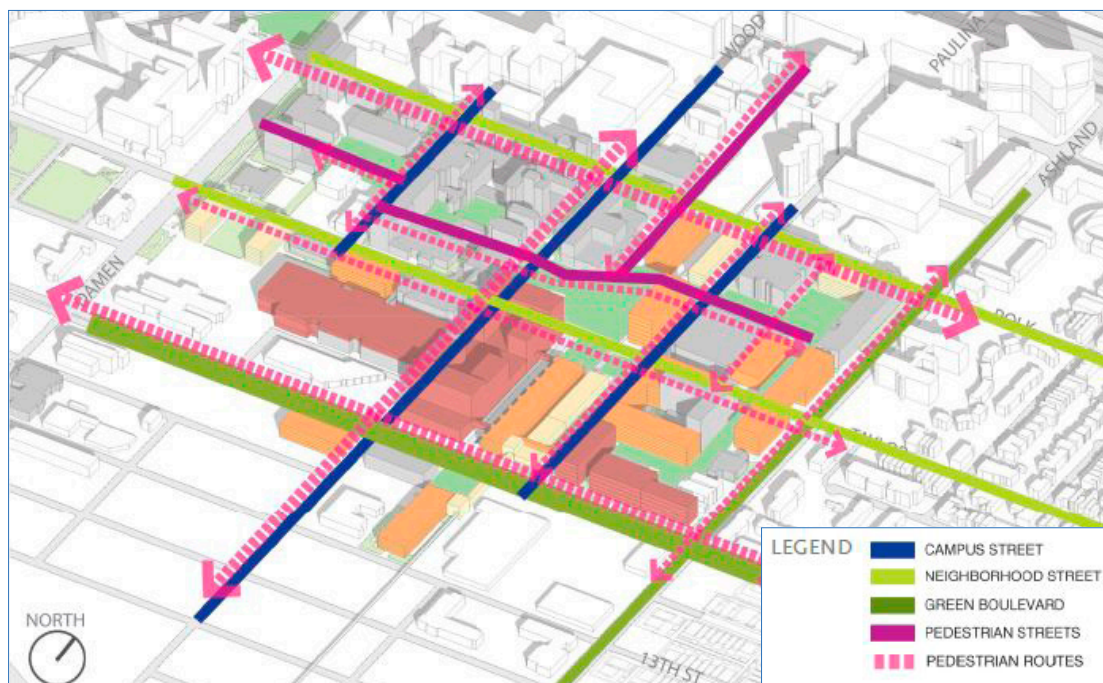 WOOD
PAULINA
ASHLAND
DAMEN
POLK
TAYLOR
13TH ST
NORTH
LEGEND
CAMPUS STREET
NEIGHBORHOOD STREET
GREEN BOULEVARD
PEDESTRIAN STREETS
PEDESTRIAN ROUTES